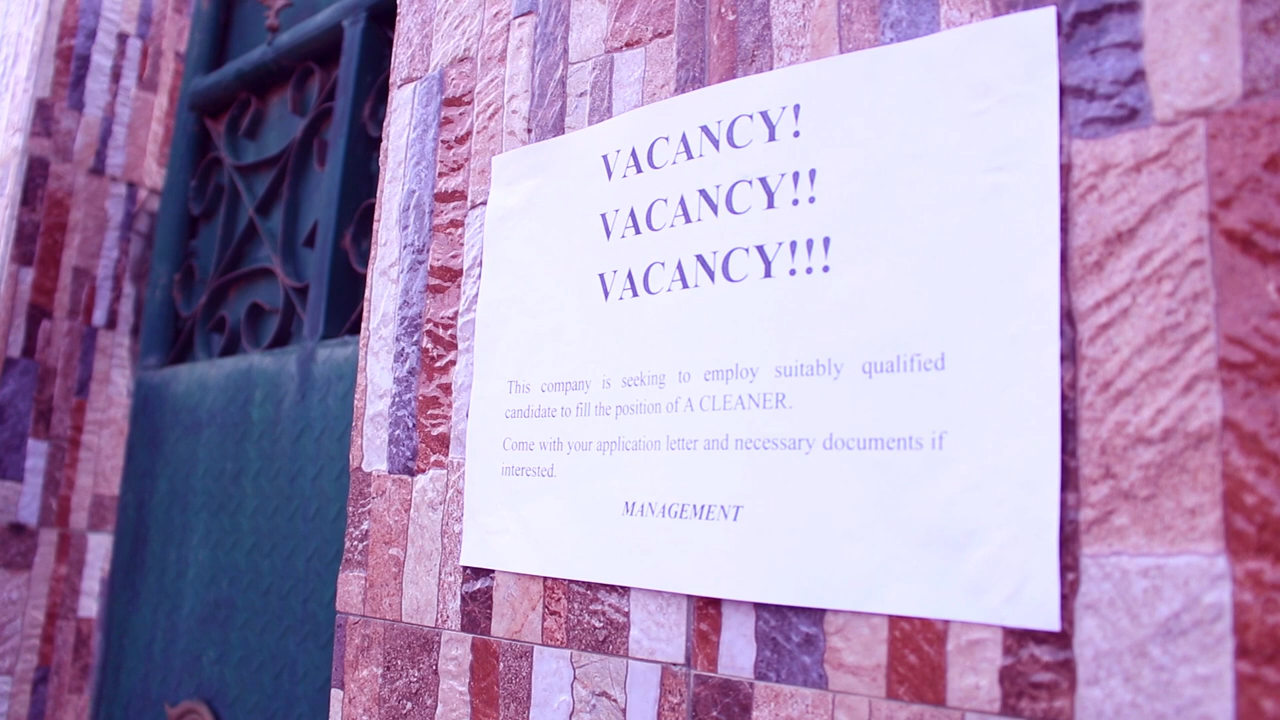 VACANCY!
VACANCY!!
VACANCY!!!
This company is seeking to employ suitably qualified
candidate to fill the position of A CLEANER.
Come with your application letter and necessary documents if
interested.
MANAGEMENT